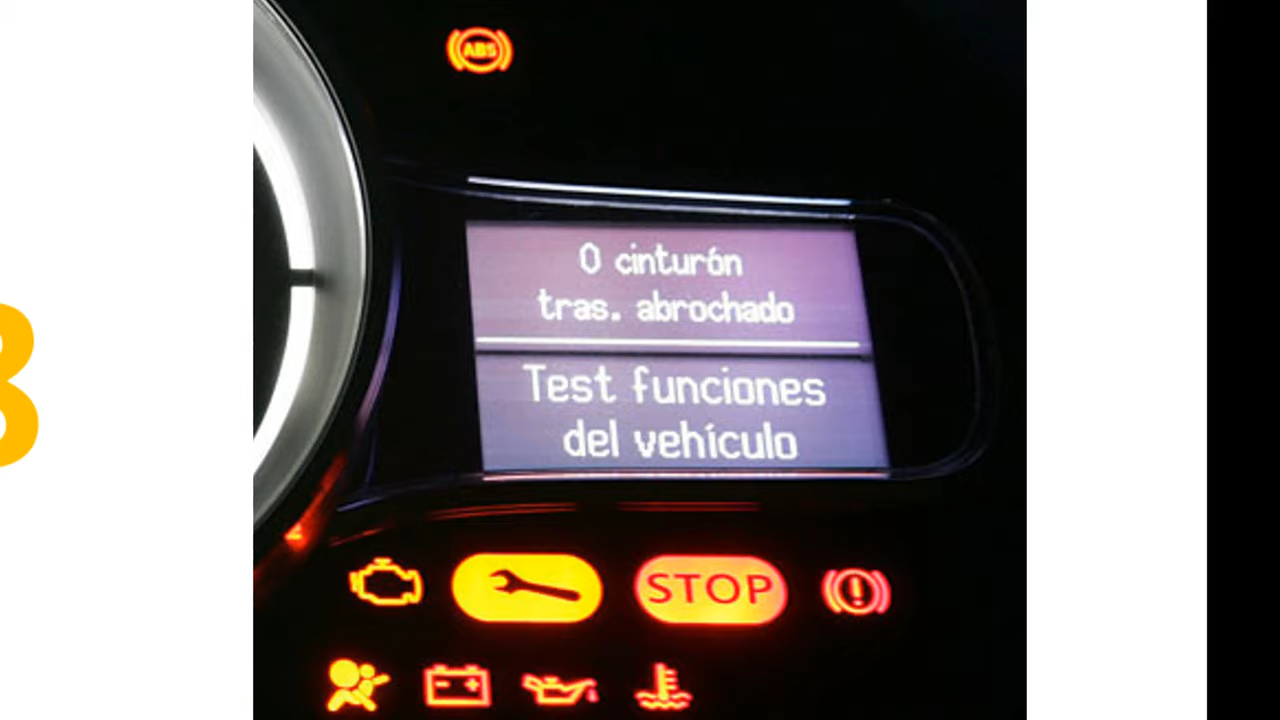 ABS
0 cinturón
tras. abrochado
Test funciones
del vehículo
STOP